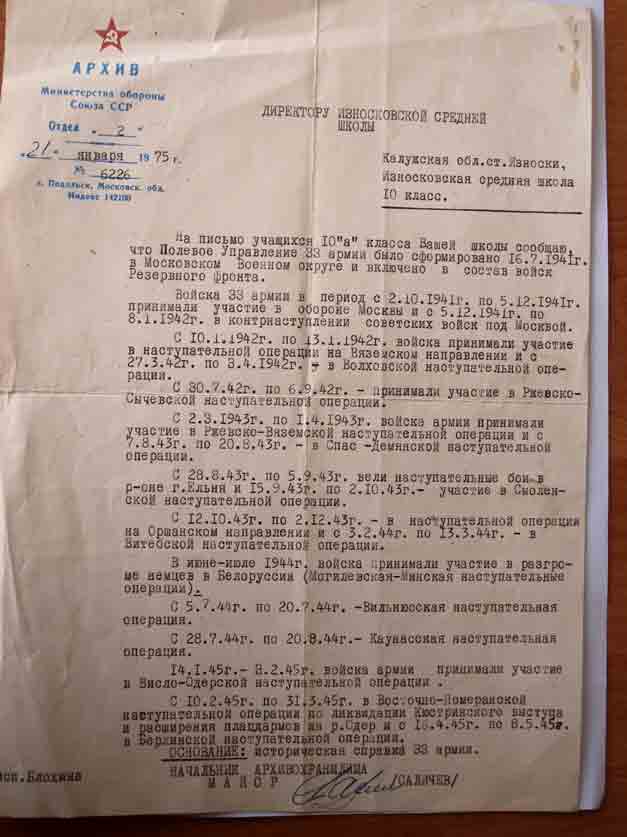 АРХИВ
Министерства обороны
Союза ССР
Отдел „ 2 "
„21" января 1975 г.
№ 6226
г. Подольск, Московск. обл.
Индекс 142100
ДИРЕКТОРУ ИЗНОСКОВСКОЙ СРЕДНЕЙ
ШКОЛЫ
Калужская обл.ст.Износки,
Износковская средняя школа
10 класс.
На письмо учащихся 10"а" класса Вашей школы сообщаю,
что Полевое Управление 33 армии было сформировано 16.7.1941г.
в Московском Военном округе и включено в состав войск
Резервного фронта.
Войска 33 армии в период с 2.10.1941г. по 5.12.1941г.
принимали участие в обороне Москвы и с 5.12.1941г. по
8.1.1942г. в контрнаступлении советских войск под Москвой.
С 10.1.1942г. по 13.1.1942г. войска принимали участие
в наступательной операции на Вяземском направлении и с
27.3.42г. по 3.4.1942г. - в Волховской наступательной опе-
рации.
С 30.7.42г. по 6.9.42г. - принимали участие в Ржевско-
Сычевской наступательной операции.
С 2.3.1943г. по 1.4.1943г. войска армии принимали
участие в Ржевско-Вяземской наступательной операции и с
7.8.43г. по 20.8.43г. - в Спас -Деманской наступательной
операции.
С 28.8.43г. по 5.9.43г. вели наступательные бои в
р-оне г.Ельни и 15.9.43г. по 2.10.43г.- участие в Смолен-
ской наступательной операции.
С 12.10.43г. по 2.12.43г. - в наступательной операции
на Оршанском направлении и с 3.2.44г. по 13.3.44г. - в
Витебской наступательной операции.
В июне-июле 1944г. войска принимали участие в разгро-
ме немцев в Белоруссии (Могилевская-Минская наступательные
операции).
С 5.7.44г. по 20.7.44г. -Вильнюсская наступательная
операция.
С 28.7.44г. по 20.8.44г.- Каунасская наступательная
операция.
14.1.45г.- 3.2.45г. войска армии принимали участие
в Висло-Одерской наступательной операции .
С 10.2.45г. по 31.3.45г. в Восточно-Померанской
наступательной операции по ликвидации Кюстринского выступа
и расширения плацдармов на р.Одер и с 16.4.45г. по 8.5.45г.
в Берлинской наступательной операции.
ОСНОВАНИЕ: историческая справка 33 армии.
НАЧАЛЬНИК АРХИВОХРАНИЛИЩА
МАЙОР /САЛИЧЕВ/
исп.Блохина